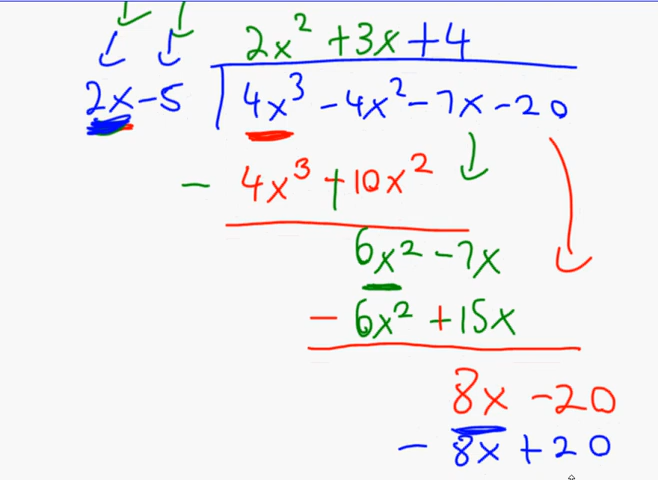 2x² +3x +4
2x-5 4x³ -4x² -7x -20
- 4x³ +10x²
6x² -7x
- 6x² +15x
8x -20
- 8x +20